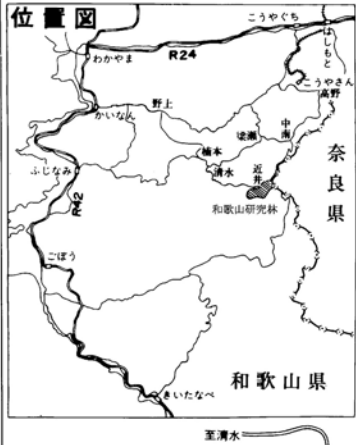 位置図
こうやぐち
はしもと
わかやま
R24
こうやさん
高野
かいなん
野上
中南
梁瀬
楠本
清水
近井
ふじなみ
和歌山研究林
奈良県
R42
ごぼう
和歌山県
きいたなべ
至清水